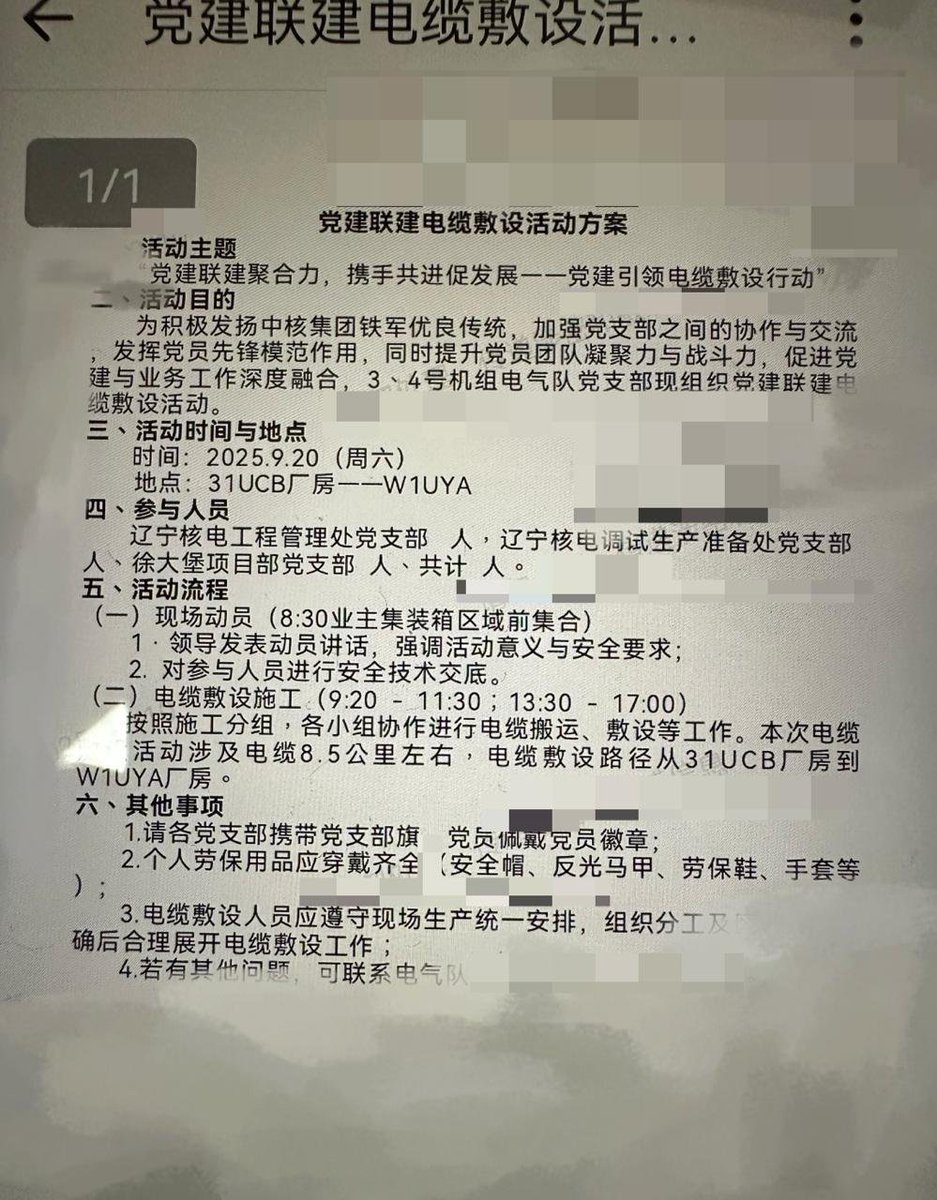 党建联建电缆敷设活...
1/1
党建联建电缆敷设活动方案
活动主题
“党建联建聚合力，携手共进促发展一一党建引领电缆敷设行动”
二、活动目的
为积极发扬中核集团铁军优良传统，加强党支部之间的协作与交流
，发挥党员先锋模范作用，同时提升党员团队凝聚力与战斗力，促进党
建与业务工作深度融合，3、4号机组电气队党支部现组织党建联建电
缆敷设活动。
三、活动时间与地点
时间：2025.9.20（周六）
地点：31UCB厂房——W1UYA
四、参与人员
辽宁核电工程管理处党支部 人，辽宁核电调试生产准备处党支部
人、徐大堡项目部党支部 人、共计 人。
五、活动流程
（一）现场动员（8:30业主集装箱区域前集合）
1．领导发表动员讲话，强调活动意义与安全要求；
2. 对参与人员进行安全技术交底。
（二）电缆敷设施工（9:20 - 11:30；13:30 - 17:00）
按照施工分组，各小组协作进行电缆搬运、敷设等工作。本次电缆
活动涉及电缆8.5公里左右，电缆敷设路径从31UCB厂房到
W1UYA厂房。
六、其他事项
1.请各党支部携带党支部旗 党员佩戴党员徽章；
2.个人劳保用品应穿戴齐全（安全帽、反光马甲、劳保鞋、手套等
）；
3.电缆敷设人员应遵守现场生产统一安排，组织分工及
确后合理展开电缆敷设工作；
4.若有其他问题，可联系电气队